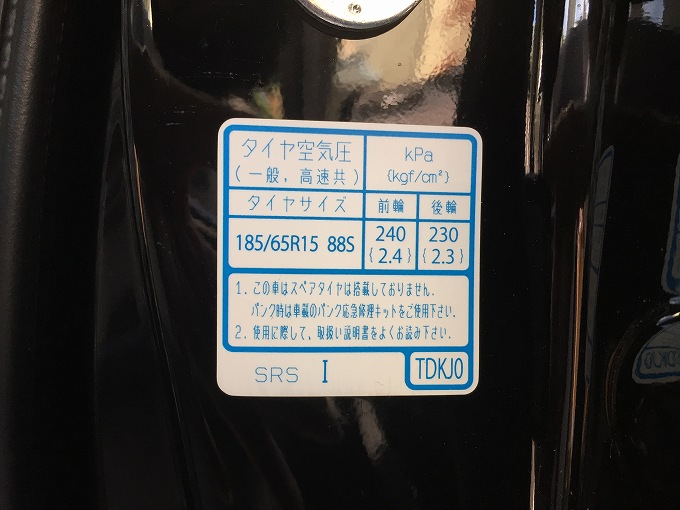 タイヤ空気圧
(一般, 高速共)
kPa
{kgf/cm²}
タイヤサイズ 前輪 後輪
185/65R15 88S 240 230
{2.4} {2.3}
1. この車はスペアタイヤは搭載しておりません.
パンク時は車載のパンク応急修理キットをご使用下さい.
2. 使用に際して、取扱い説明書をよくお読み下さい.
SRS I TDKJ0